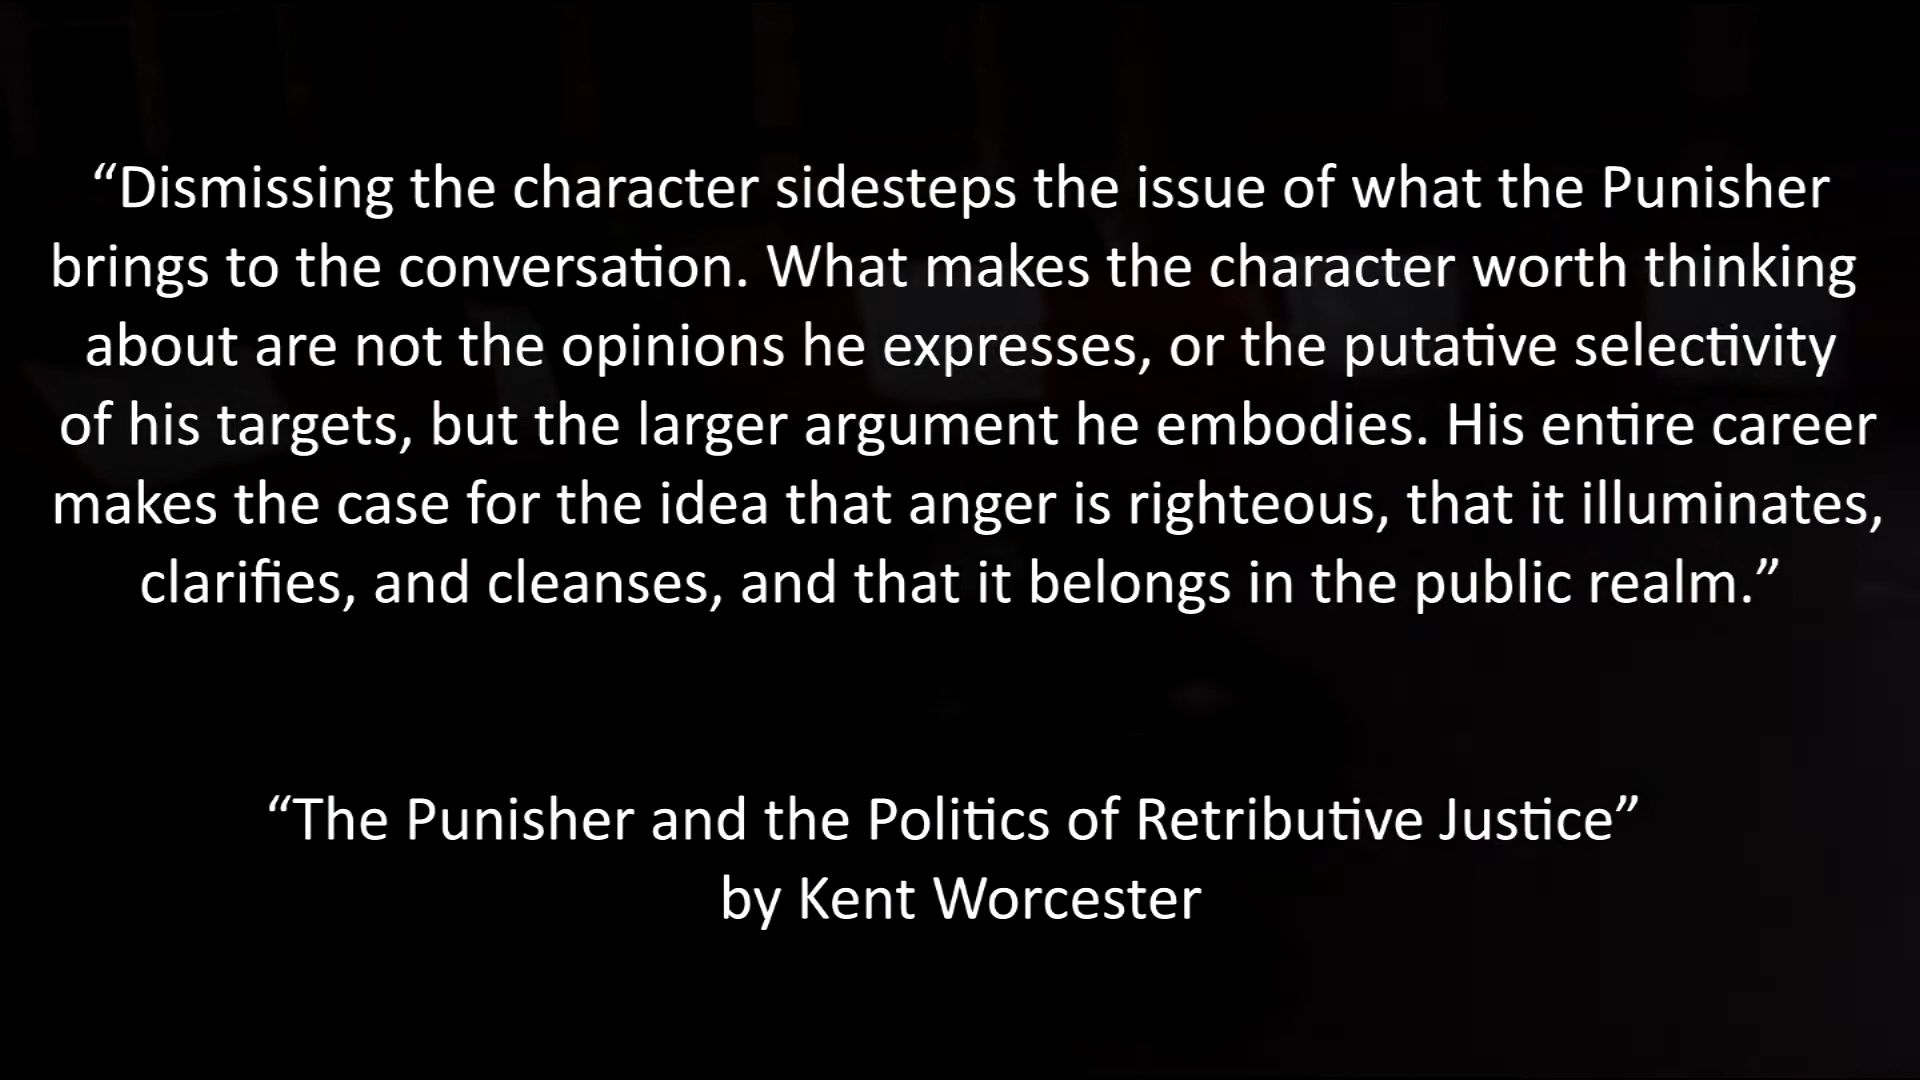 “Dismissing the character sidesteps the issue of what the Punisher
brings to the conversation. What makes the character worth thinking
about are not the opinions he expresses, or the putative selectivity
of his targets, but the larger argument he embodies. His entire career
makes the case for the idea that anger is righteous, that it illuminates,
clarifies, and cleanses, and that it belongs in the public realm.”
“The Punisher and the Politics of Retributive Justice”
by Kent Worcester